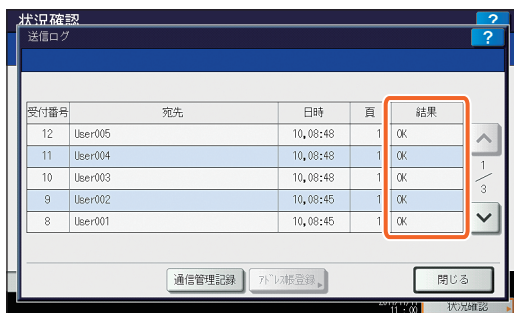 状況確認 ?
送信ログ ?
受付番号 宛先 日時 頁 結果
12 User005 10,08:48 1 OK
11 User004 10,08:48 1 OK
10 User003 10,08:48 1 OK
9 User002 10,08:45 1 OK
8 User001 10,08:45 1 OK
1/3
通信管理記録 アドレス帳登録 閉じる
11:00 状況確認